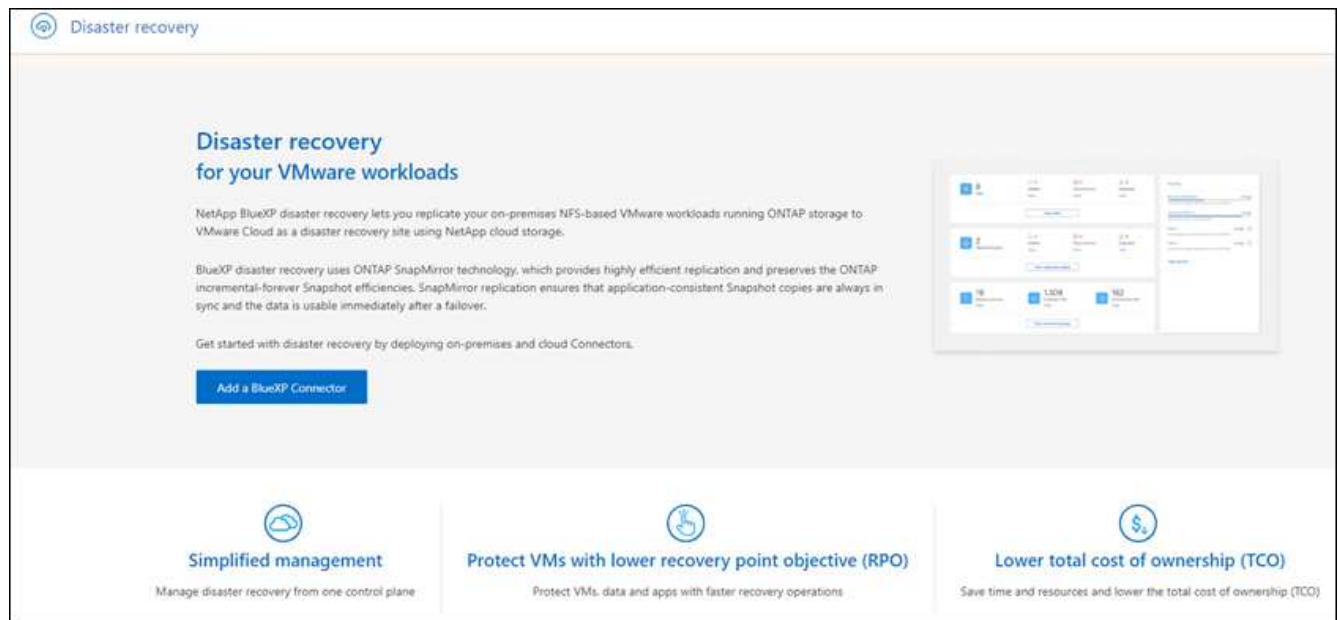 Disaster recovery
Disaster recovery
for your VMware workloads
NetApp BlueXP disaster recovery lets you replicate your on-premises NFS-based VMware workloads running ONTAP storage to
VMware Cloud as a disaster recovery site using NetApp cloud storage.
BlueXP disaster recovery uses ONTAP SnapMirror technology, which provides highly efficient replication and preserves the ONTAP
incremental-forever Snapshot efficiencies. SnapMirror replication ensures that application-consistent Snapshot copies are always in
sync and the data is usable immediately after a failover.
Get started with disaster recovery by deploying on-premises and cloud Connectors.
Add a BlueXP Connector
Simplified management
Manage disaster recovery from one control plane
Protect VMs with lower recovery point objective (RPO)
Protect VMs, data and apps with faster recovery operations
Lower total cost of ownership (TCO)
Save time and resources and lower the total cost of ownership (TCO)